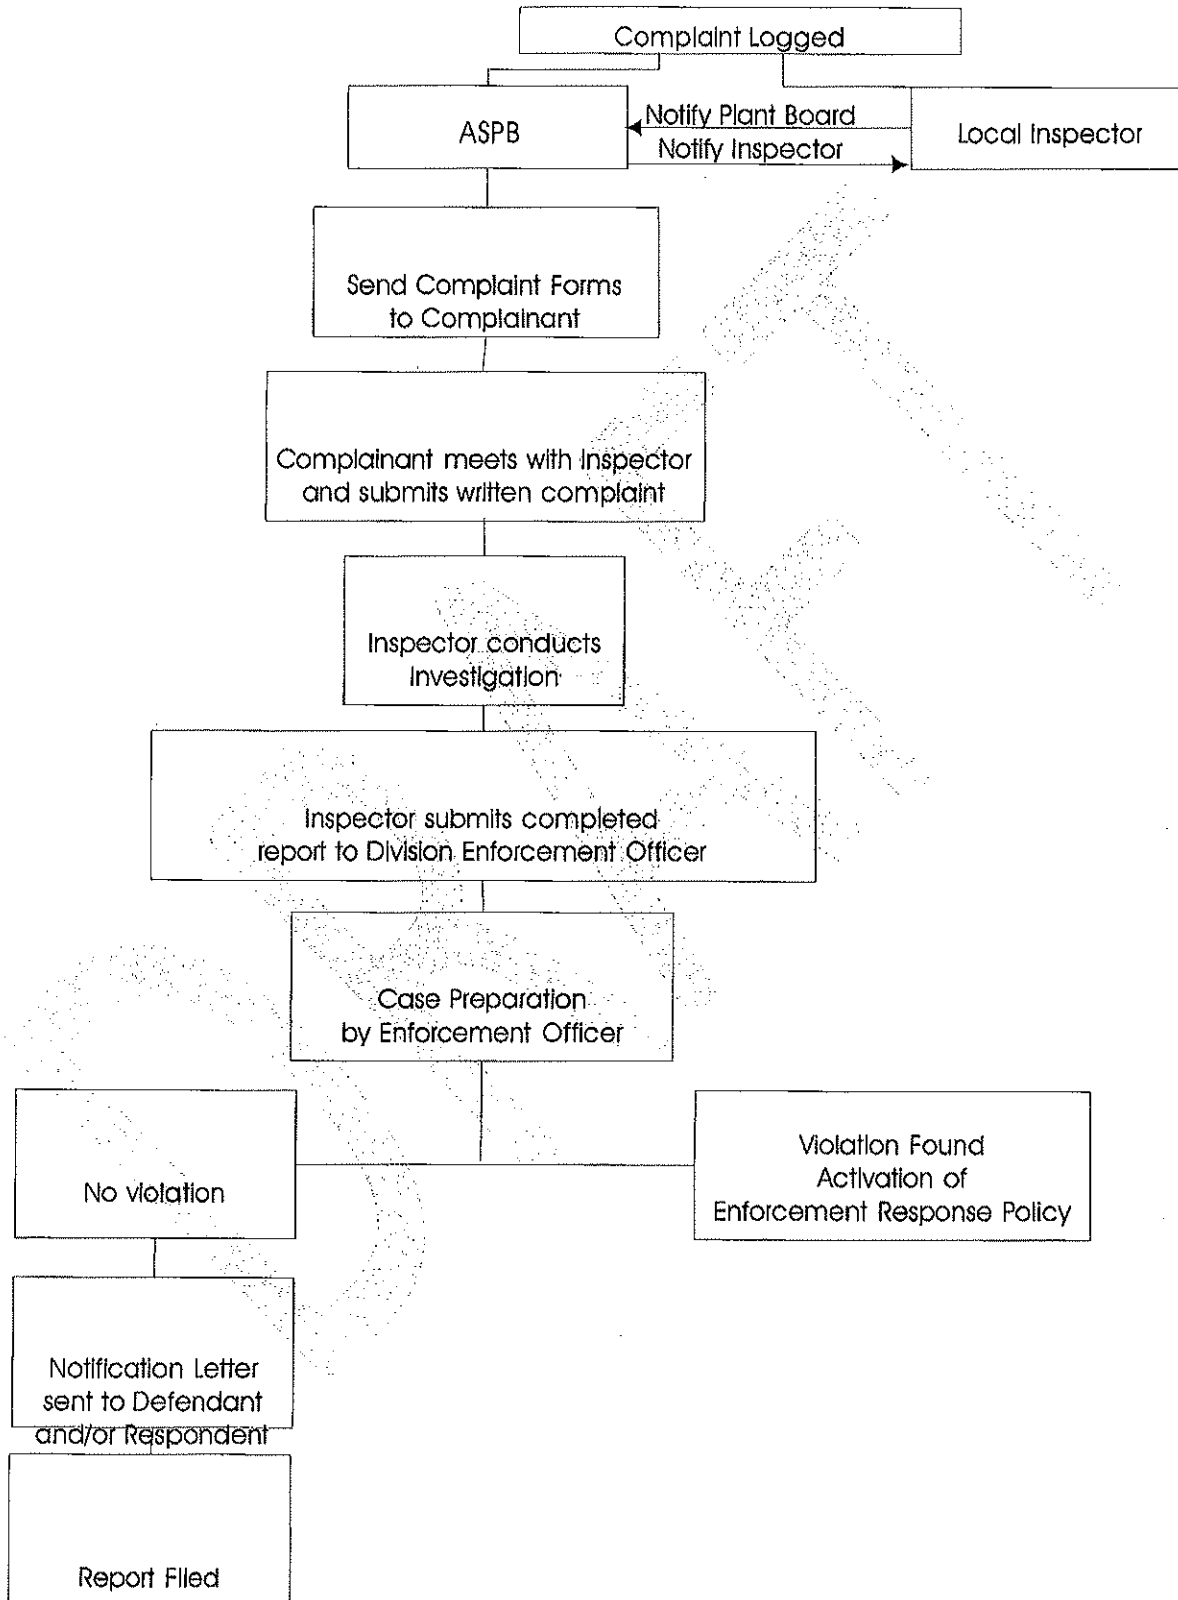 Complaint Logged
ASPB
Notify Plant Board
Notify Inspector
Local Inspector
Send Complaint Forms
to Complainant
Complainant meets with Inspector
and submits written complaint
Inspector conducts
Investigation
Inspector submits completed
report to Division Enforcement Officer
Case Preparation
by Enforcement Officer
No violation
Violation Found
Activation of
Enforcement Response Policy
Notification Letter
sent to Defendant
and/or Respondent
Report Filed
DRAFT